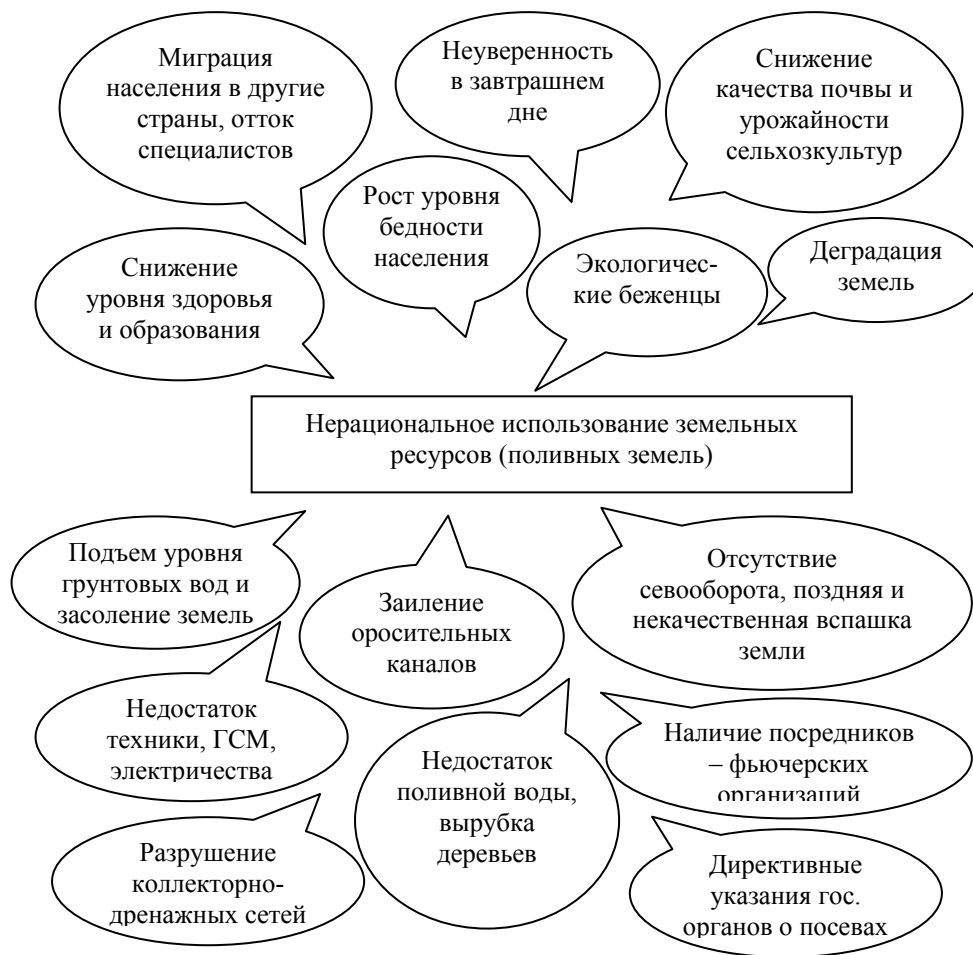 Миграция
населения в другие
страны, отток
специалистов
Неуверенность
в завтрашнем
дне
Снижение
качества почвы и
урожайности
сельхозкультур
Рост уровня
бедности
населения
Снижение
уровня здоровья
и образования
Экологичес-
кие беженцы
Деградация
земель
Нерациональное использование земельных
ресурсов (поливных земель)
Подъем уровня
грунтовых вод и
засоление земель
Заиление
оросительных
каналов
Отсутствие
севооборота, поздняя и
некачественная вспашка
земли
Недостаток
техники, ГСМ,
электричества
Недостаток
поливной воды,
вырубка
деревьев
Наличие посредников
– фьючерских
организаций
Разрушение
коллекторно-
дренажных сетей
Директивные
указания гос.
органов о посевах